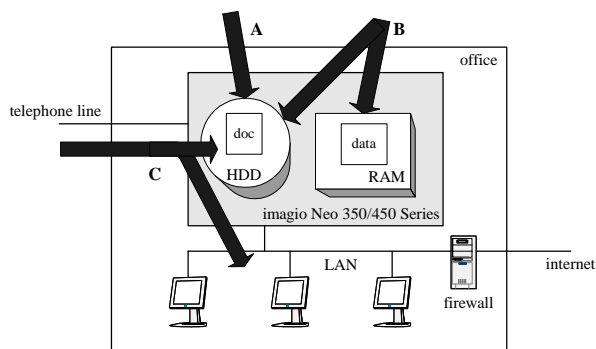 A
B
office
telephone line
doc
data
C
HDD
RAM
imagio Neo 350/450 Series
LAN
internet
firewall